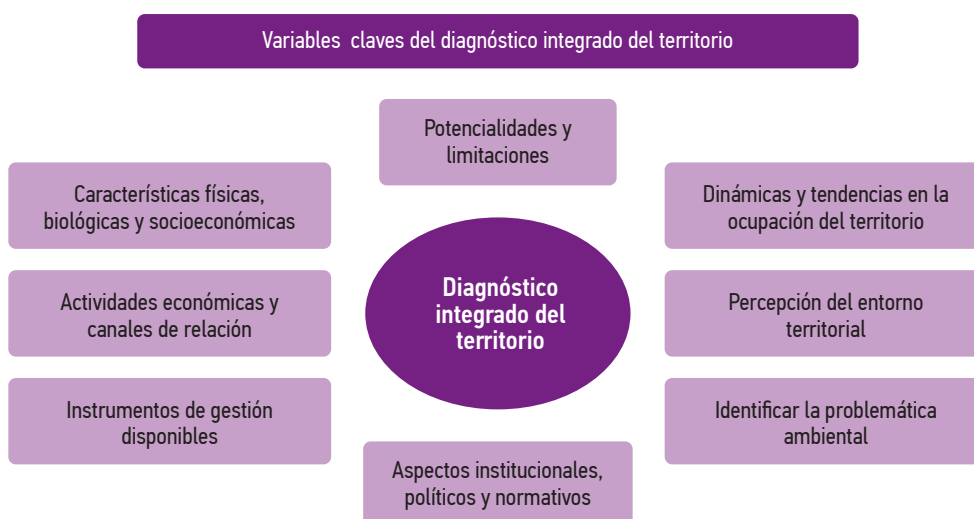 Variables claves del diagnóstico integrado del territorio
Potencialidades y
limitaciones
Características físicas,
biológicas y socioeconómicas
Dinámicas y tendencias en la
ocupación del territorio
Actividades económicas y
canales de relación
Diagnóstico
integrado del
territorio
Percepción del entorno
territorial
Instrumentos de gestión
disponibles
Identificar la problemática
ambiental
Aspectos institucionales,
políticos y normativos